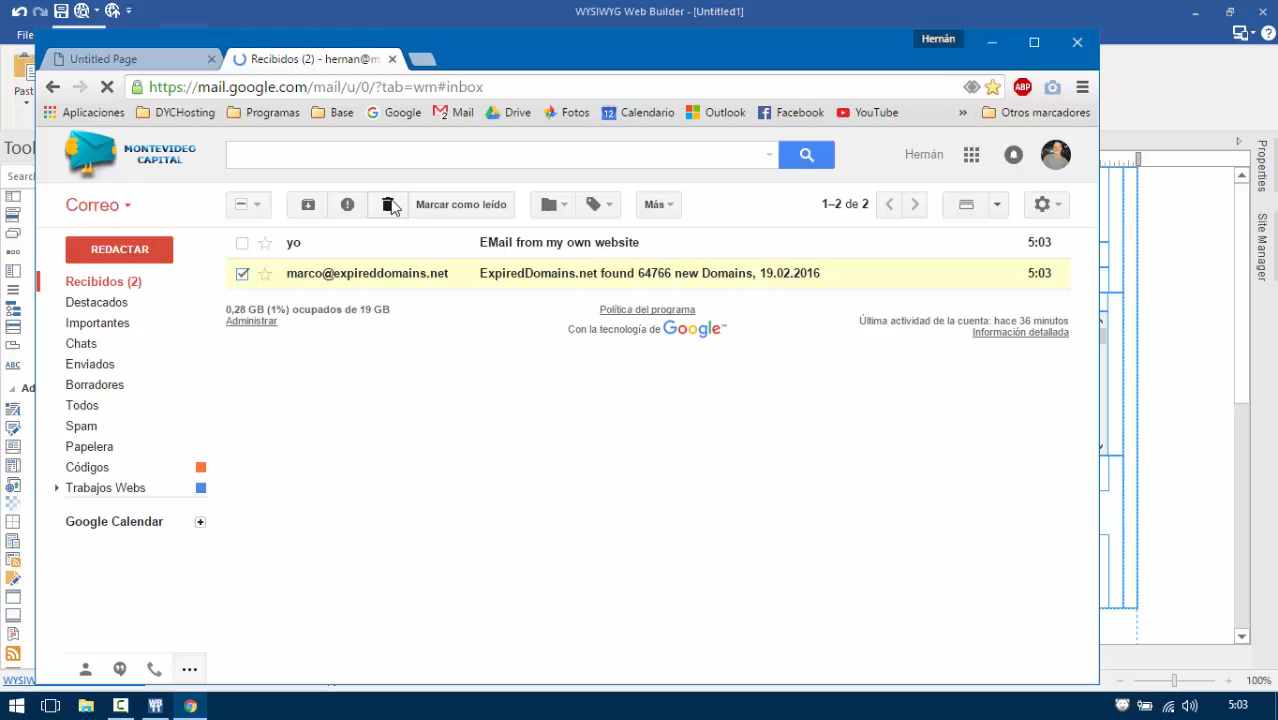 WYSIWYG Web Builder - [Untitled1]
File
Hernán
Untitled Page
Recibidos (2) - hernan@m
https://mail.google.com/mail/u/0/?tab=wm#inbox
ABP
Aplicaciones
DYCHosting
Programas
Base
Google
Mail
Drive
Fotos
12
Calendario
Outlook
Facebook
YouTube
»
Otros marcadores
MONTEVIDEO
CAPITAL
Hernán
Correo
Marcar como leído
Más
1–2 de 2
REDACTAR
yo
EMail from my own website
5:03
marco@expireddomains.net
ExpiredDomains.net found 64766 new Domains, 19.02.2016
5:03
Recibidos (2)
Destacados
Importantes
Chats
Enviados
Borradores
Todos
Spam
Papelera
Códigos
Trabajos Webs
Google Calendar
0,28 GB (1%) ocupados de 19 GB
Administrar
Política del programa
Con la tecnología de Google™
Última actividad de la cuenta: hace 36 minutos
Información detallada
Properties
Site Manager
ABC
100%
5:03